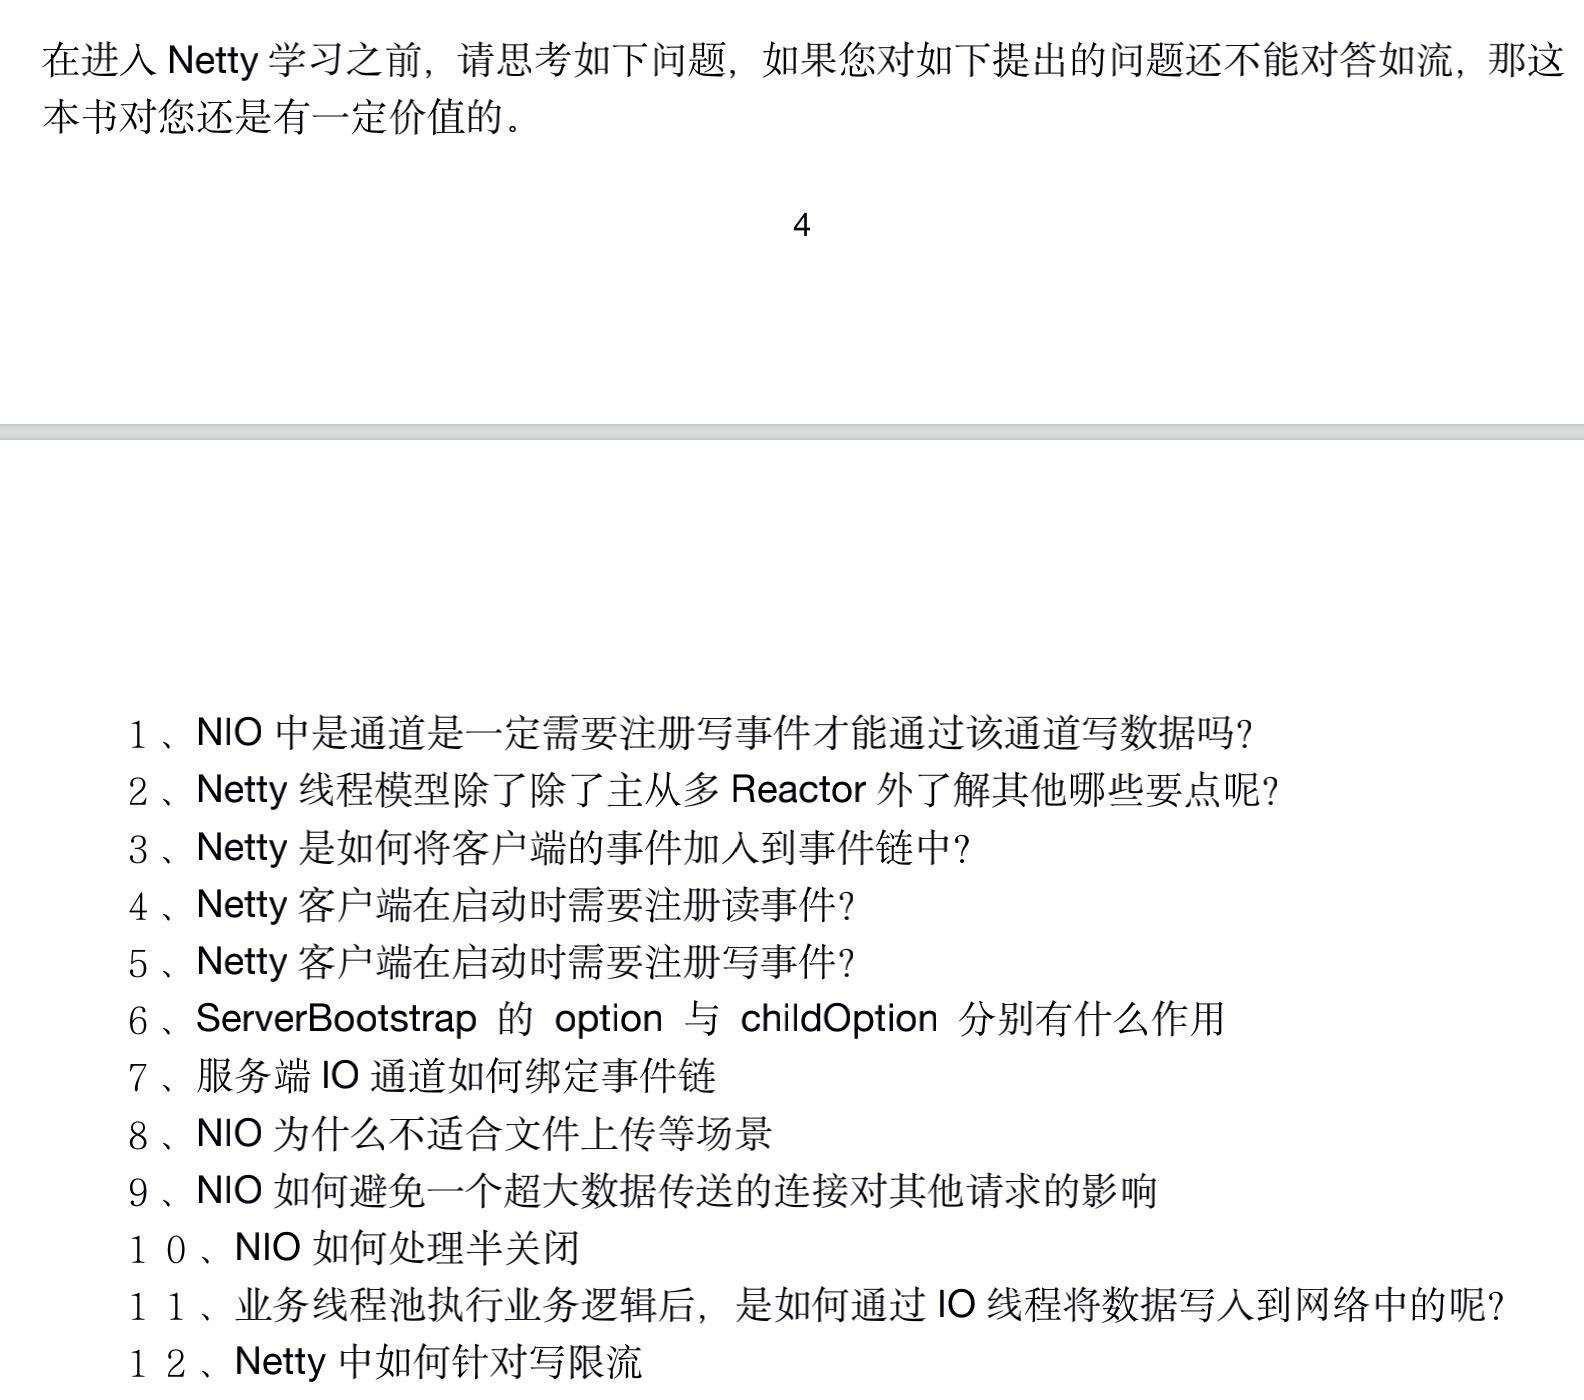 在进入 Netty 学习之前，请思考如下问题，如果您对如下提出的问题还不能对答如流，那这
本书对您还是有一定价值的。
4
1、NIO 中是通道是一定需要注册写事件才能通过该通道写数据吗？
2、Netty 线程模型除了除了主从多 Reactor 外了解其他哪些要点呢？
3、Netty 是如何将客户端的事件加入到事件链中？
4、Netty 客户端在启动时需要注册读事件？
5、Netty 客户端在启动时需要注册写事件？
6、ServerBootstrap 的 option 与 childOption 分别有什么作用
7、服务端 IO 通道如何绑定事件链
8、NIO 为什么不适合文件上传等场景
9、NIO 如何避免一个超大数据传送的连接对其他请求的影响
10、NIO 如何处理半关闭
11、业务线程池执行业务逻辑后，是如何通过 IO 线程将数据写入到网络中的呢？
12、Netty 中如何针对写限流